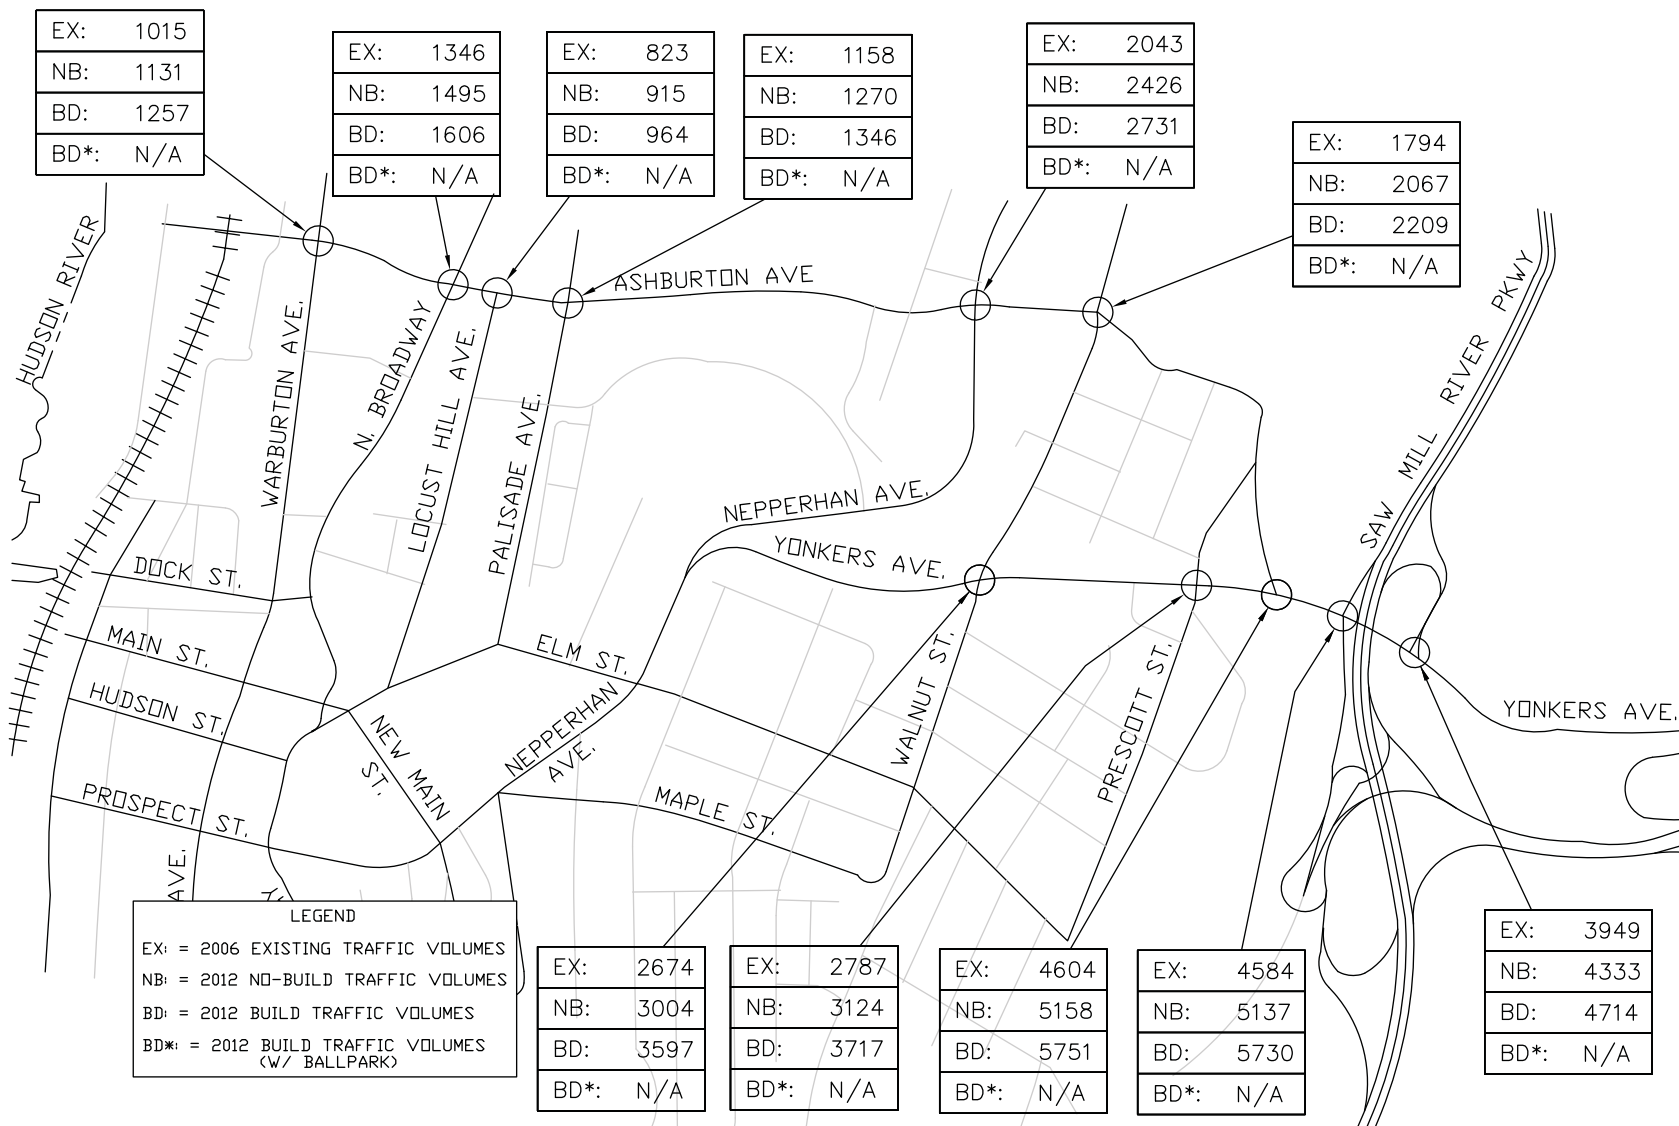 EX: 1015
NB: 1131
BD: 1257
BD*: N/A
EX: 1346
NB: 1495
BD: 1606
BD*: N/A
EX: 823
NB: 915
BD: 964
BD*: N/A
EX: 1158
NB: 1270
BD: 1346
BD*: N/A
EX: 2043
NB: 2426
BD: 2731
BD*: N/A
EX: 1794
NB: 2067
BD: 2209
BD*: N/A
HUDSON RIVER
WARBURTON AVE.
N. BROADWAY
LOCUST HILL AVE.
PALISADE AVE.
ASHBURTON AVE
NEPPERHAN AVE.
YONKERS AVE.
SAW MILL RIVER PKWY
DOCK ST.
MAIN ST.
HUDSON ST.
PROSPECT ST.
ELM ST.
NEW MAIN
ST.
NEPPERHAN
AVE.
MAPLE ST.
WALNUT ST.
PRESCOTT ST.
YONKERS AVE.
AVE.
LEGEND
EX: = 2006 EXISTING TRAFFIC VOLUMES
NB: = 2012 NO-BUILD TRAFFIC VOLUMES
BD: = 2012 BUILD TRAFFIC VOLUMES
BD*: = 2012 BUILD TRAFFIC VOLUMES
(W/ BALLPARK)
EX: 2674
NB: 3004
BD: 3597
BD*: N/A
EX: 2787
NB: 3124
BD: 3717
BD*: N/A
EX: 4604
NB: 5158
BD: 5751
BD*: N/A
EX: 4584
NB: 5137
BD: 5730
BD*: N/A
EX: 3949
NB: 4333
BD: 4714
BD*: N/A